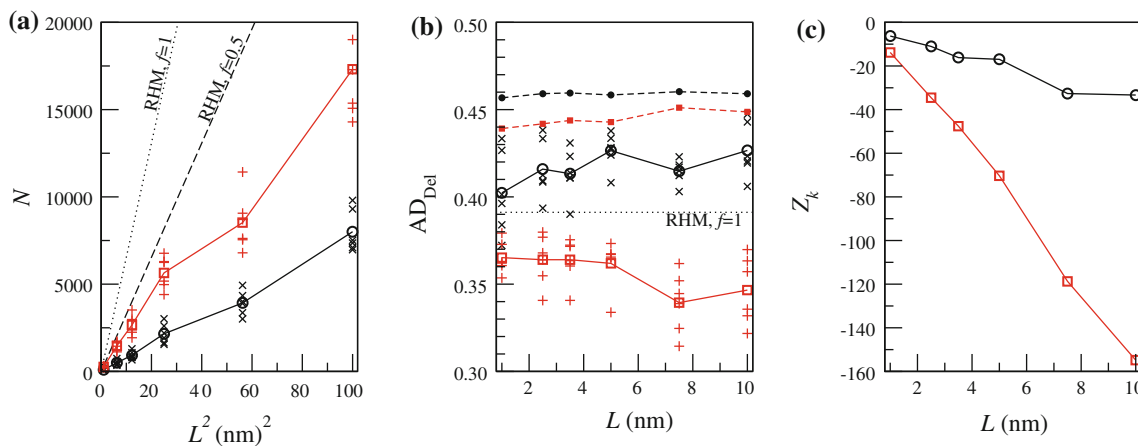 (a)
20000
15000
10000
5000
0
N
RHM, f=1
RHM, f=0.5
0 20 40 60 80 100
L² (nm)²
(b)
0.50
0.45
0.40
0.35
0.30
AD_Del
RHM, f=1
2 4 6 8 10
L (nm)
(c)
0
-20
-40
-60
-80
-100
-120
-140
-160
Z_k
2 4 6 8 10
L (nm)